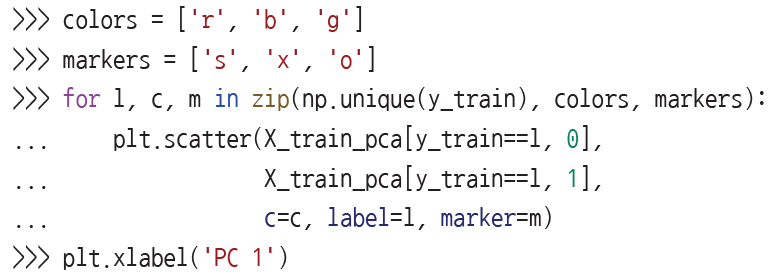 >>> colors = ['r', 'b', 'g']
>>> markers = ['s', 'x', 'o']
>>> for l, c, m in zip(np.unique(y_train), colors, markers):
...     plt.scatter(X_train_pca[y_train==l, 0],
...                 X_train_pca[y_train==l, 1],
...                 c=c, label=l, marker=m)
>>> plt.xlabel('PC 1')